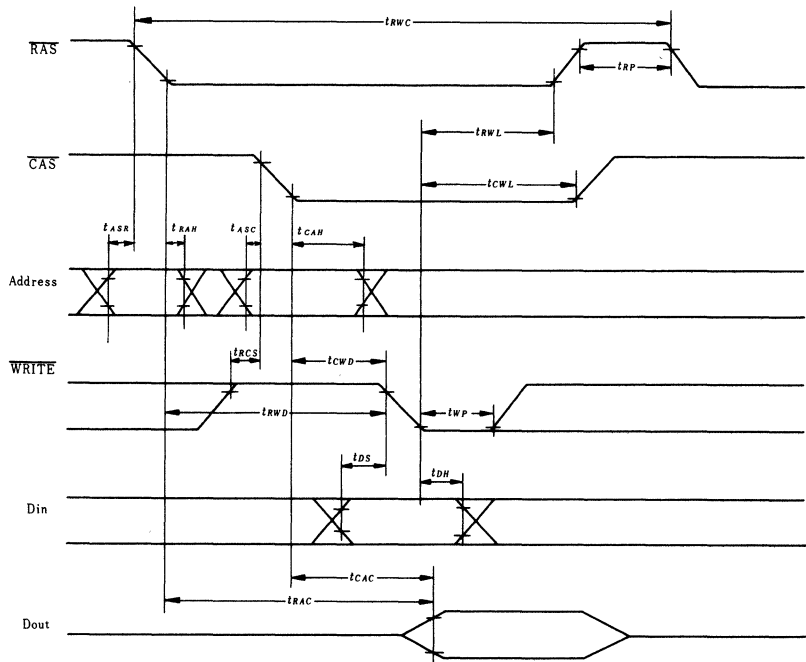 tRWC
RAS
tRP
tRWL
CAS
tCWL
tASR tRAH tASC tCAH
Address
tRCS tCWD
WRITE
tRWD tWP
tDS tDH
Din
tCAC
tRAC
Dout